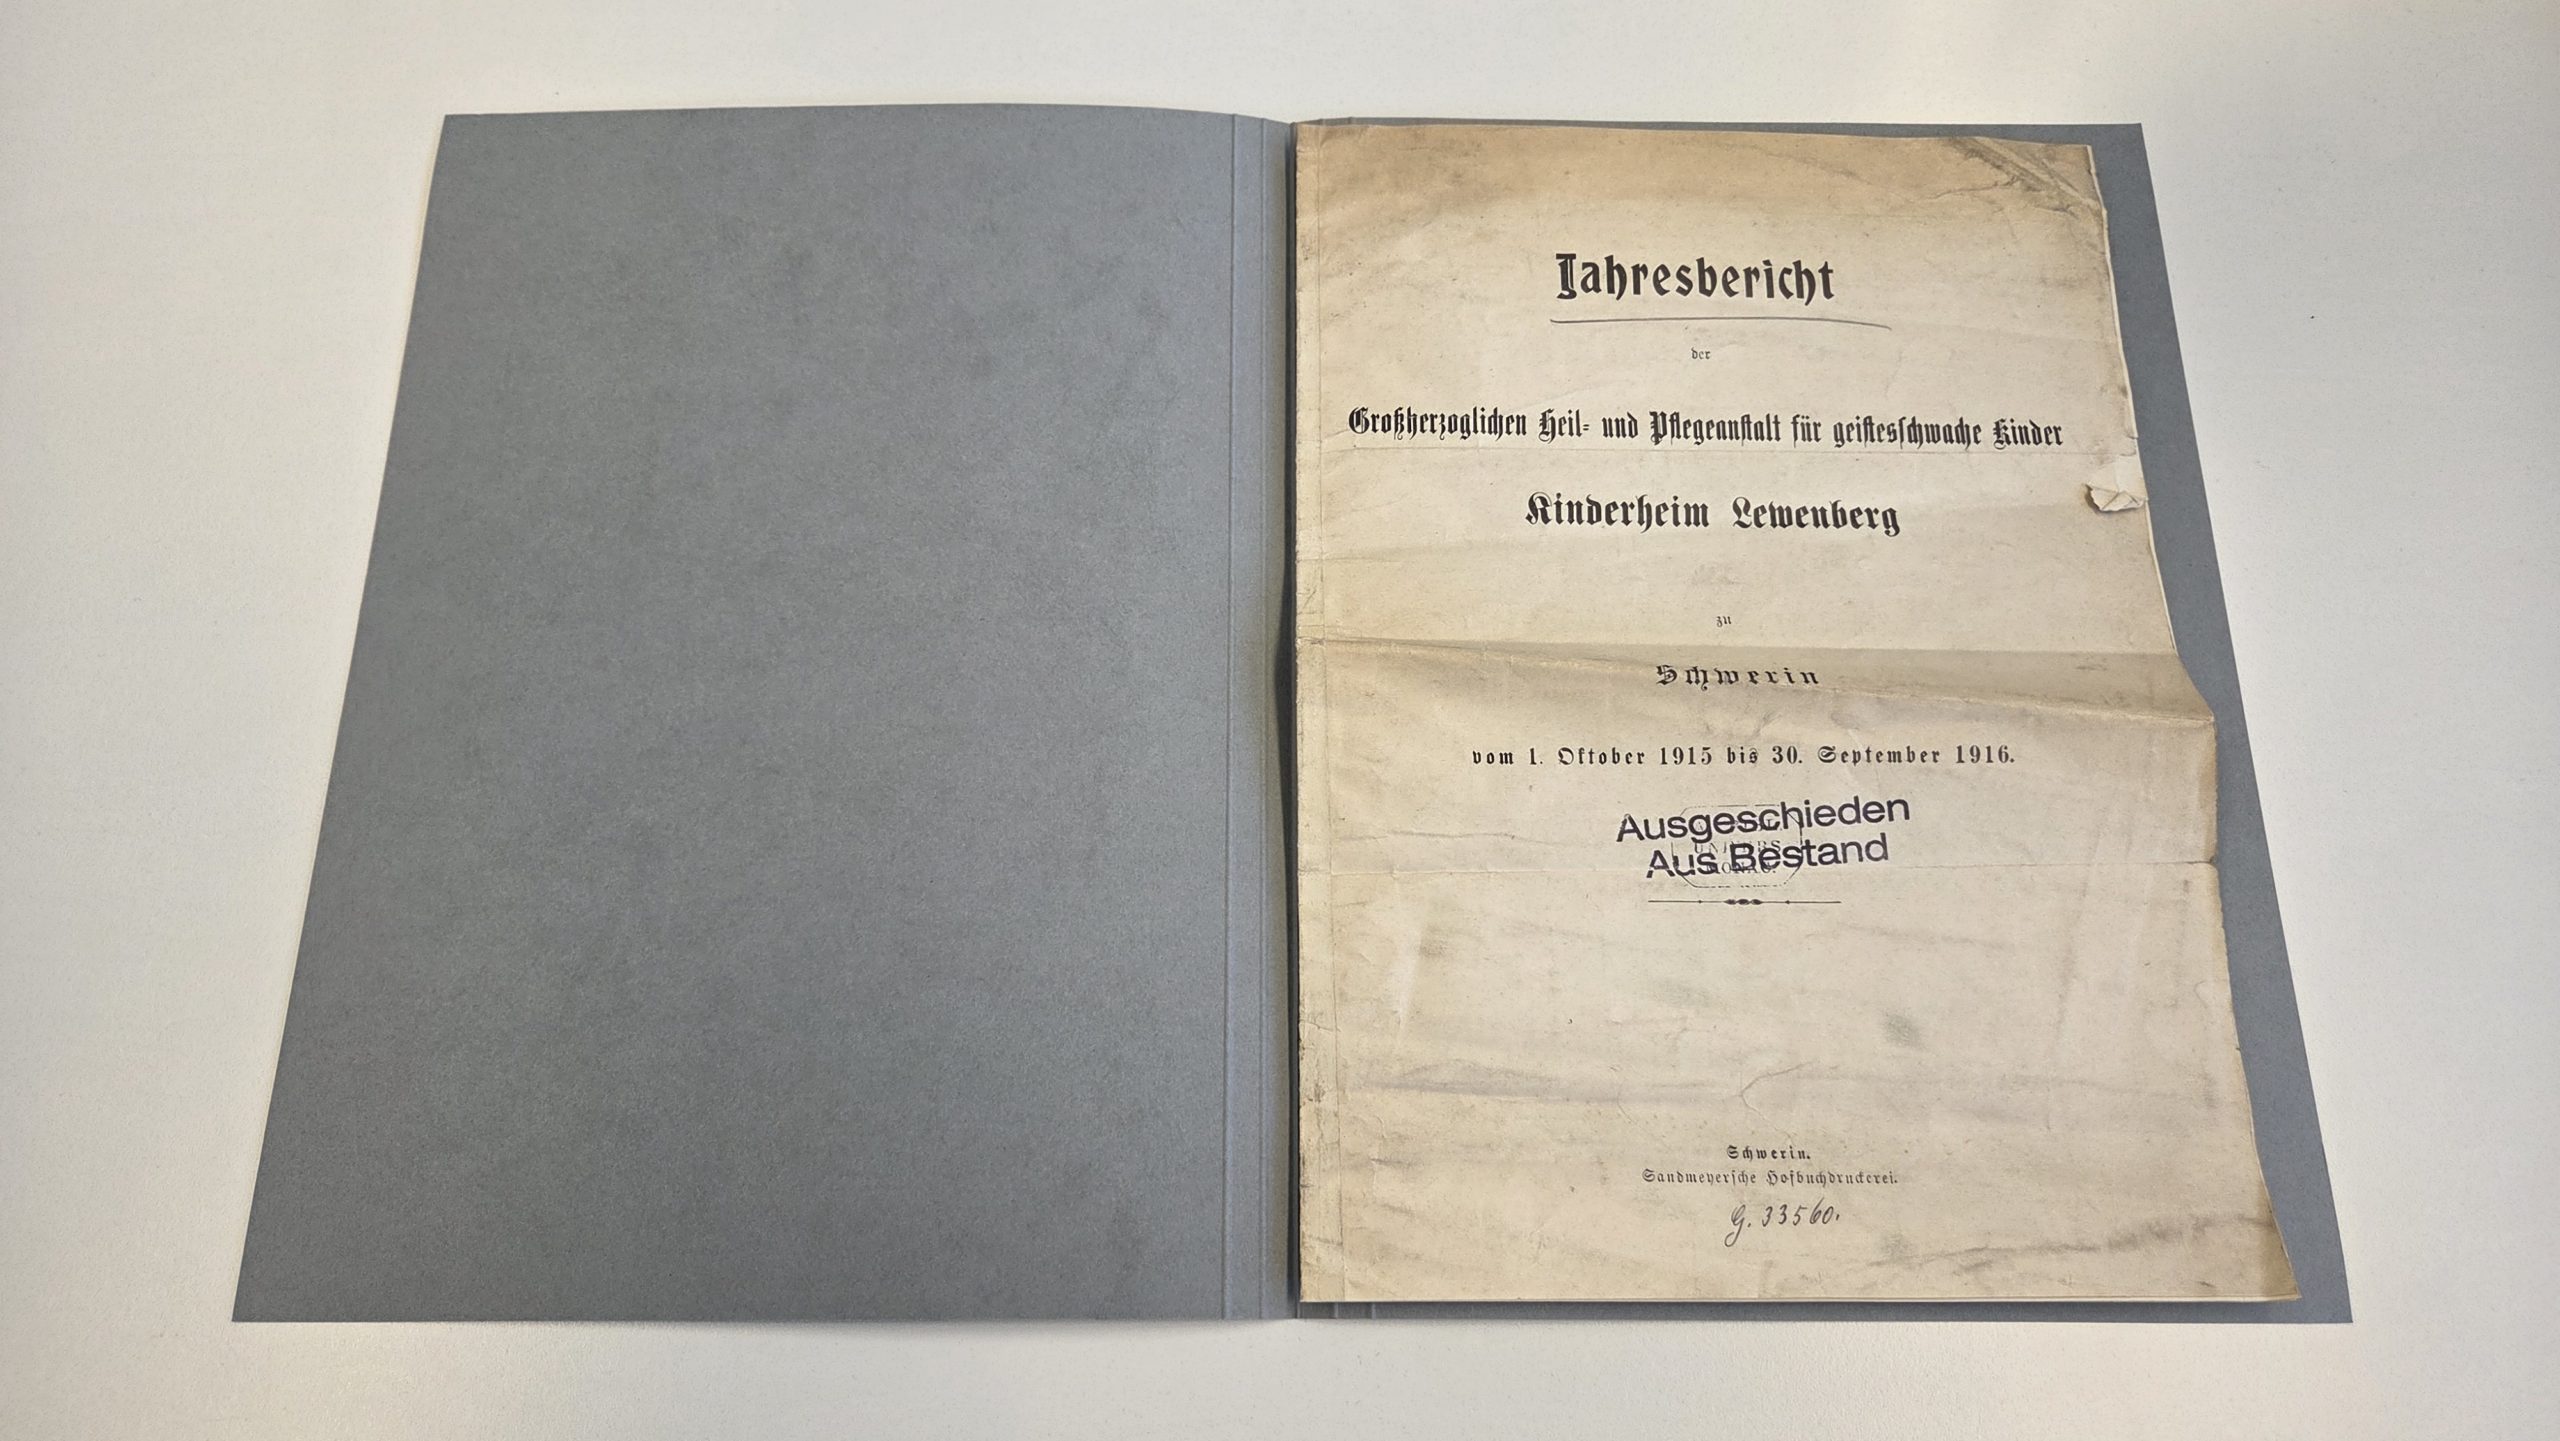 Jahresbericht
der
Großherzoglichen Heil- und Pflegeanstalt für geistesschwache Kinder
Kinderheim Lewenberg
zu
Schwerin
vom 1. Oktober 1915 bis 30. September 1916.
Ausgeschieden
Aus Bestand
Schwerin.
Sandmeyersche Hofbuchdruckerei.
G. 33560.